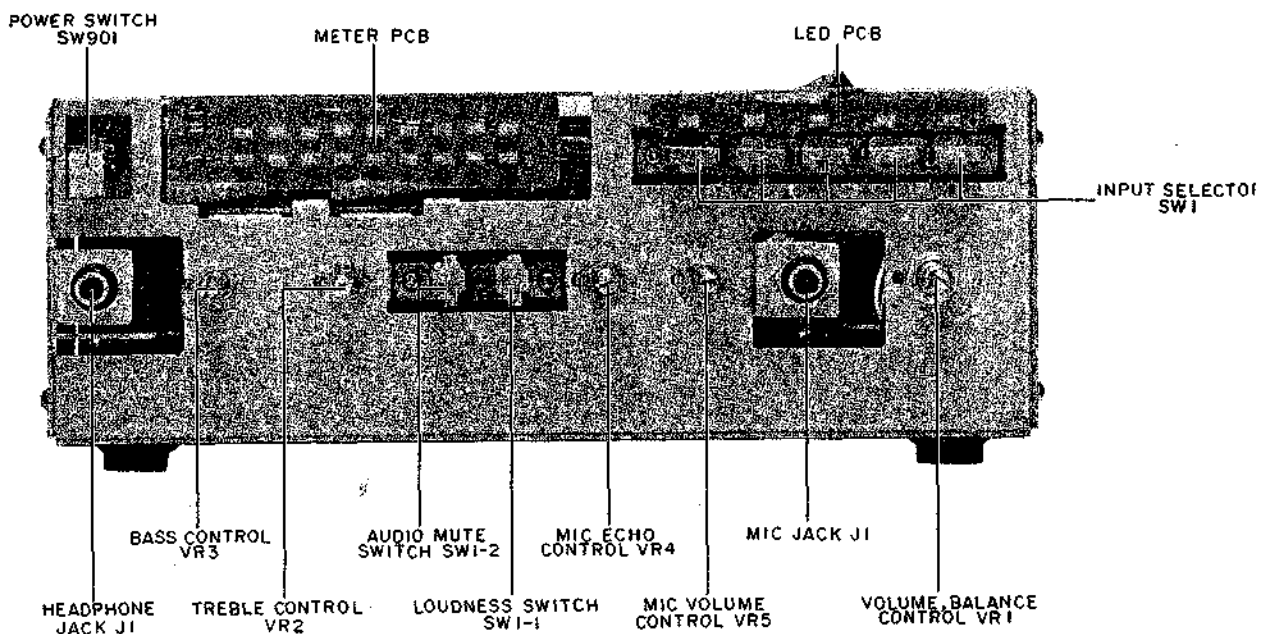 POWER SWITCH
SW901
METER PCB
LED PCB
INPUT SELECTOR
SW1
BASS CONTROL
VR3
AUDIO MUTE
SWITCH SW1-2
MIC ECHO
CONTROL VR4
MIC JACK J1
HEADPHONE
JACK J1
TREBLE CONTROL
VR2
LOUDNESS SWITCH
SW1-1
MIC VOLUME
CONTROL VR5
VOLUME, BALANCE
CONTROL VR1